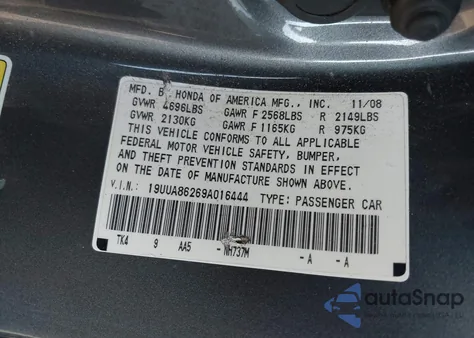 MFD. B HONDA OF AMERICA MFG., INC. 11/08
GVWR 4696LBS GAWR F 2568LBS R 2149LBS
GVWR 2130KG GAWR F 1165KG R 975KG
THIS VEHICLE CONFORMS TO ALL APPLICABLE
FEDERAL MOTOR VEHICLE SAFETY, BUMPER,
AND THEFT PREVENTION STANDARDS IN EFFECT
ON THE DATE OF MANUFACTURE SHOWN ABOVE.
V.I.N. 19UUA86269A016444 TYPE: PASSENGER CAR
TK4 9 AA5 - NH737M - A - A
autoSnap